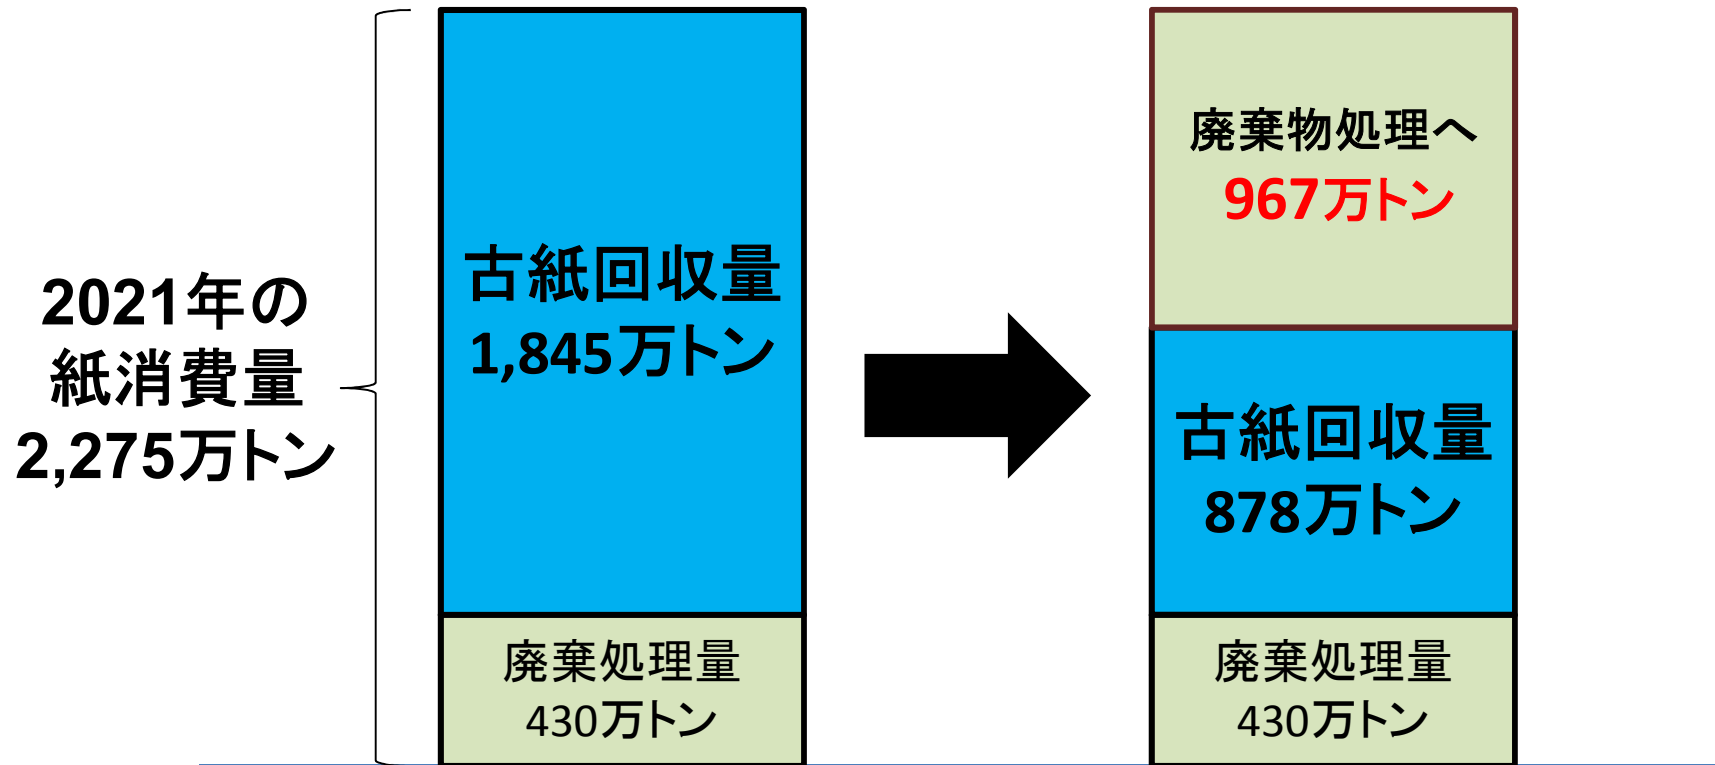 2021年の
紙消費量
2,275万トン
古紙回収量
1,845万トン
廃棄処理量
430万トン
廃棄物処理へ
967万トン
古紙回収量
878万トン
廃棄処理量
430万トン